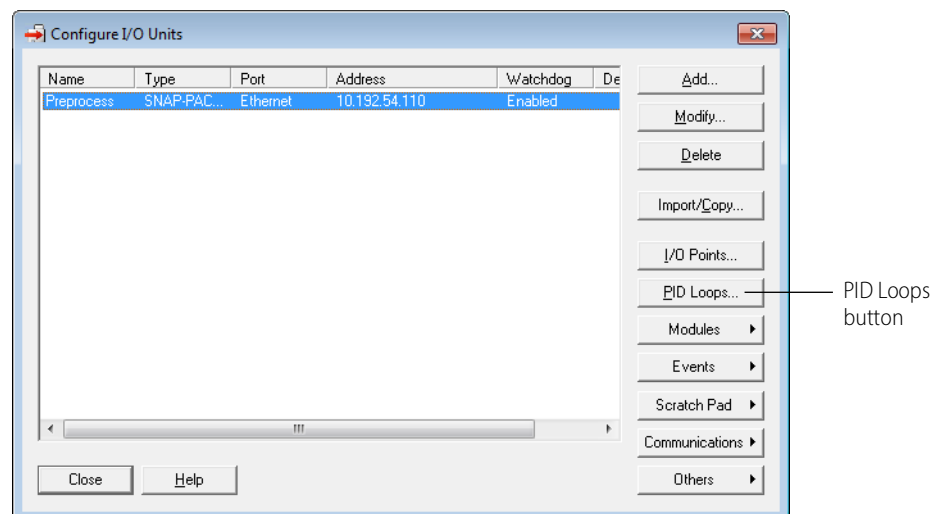 Configure I/O Units
Name Type Port Address Watchdog De
Preprocess SNAP-PAC... Ethernet 10.192.54.110 Enabled
Add...
Modify...
Delete
Import/Copy...
I/O Points...
PID Loops...
Modules
Events
Scratch Pad
Communications
Others
Close Help
PID Loops
button